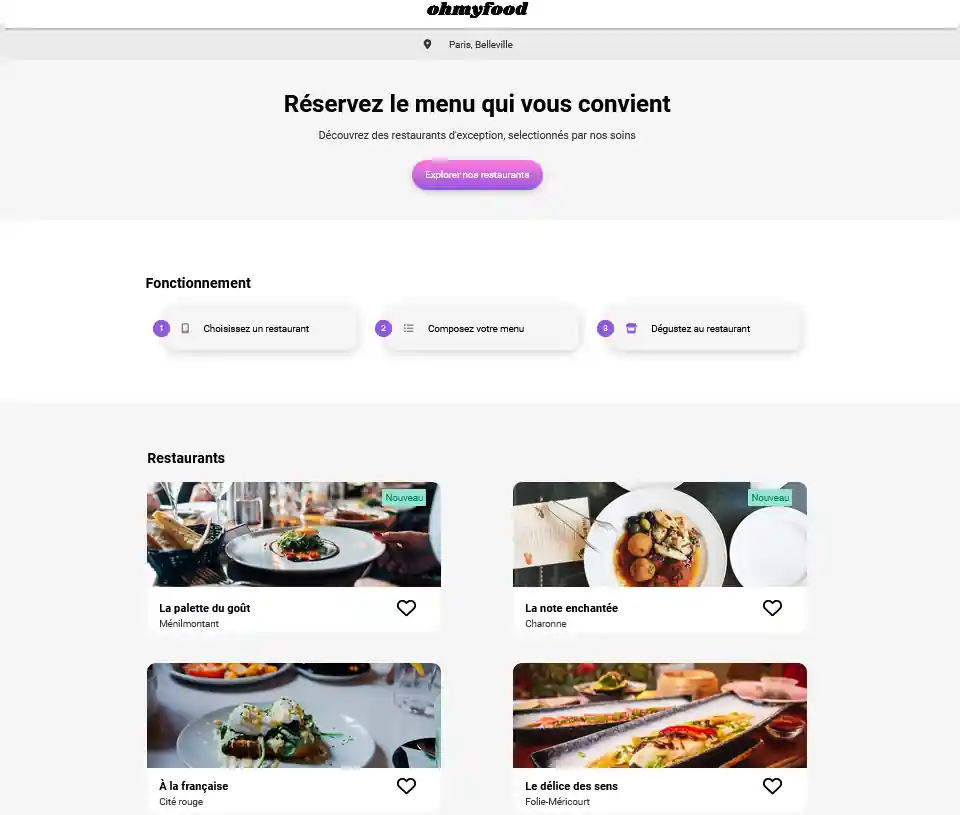 ohmyfood
Paris, Belleville
Réservez le menu qui vous convient
Découvrez des restaurants d'exception, selectionnés par nos soins
Explorer nos restaurants
Fonctionnement
1 Choisissez un restaurant
2 Composez votre menu
3 Dégustez au restaurant
Restaurants
Nouveau
La palette du goût
Ménilmontant
Nouveau
La note enchantée
Charonne
À la française
Cité rouge
Le délice des sens
Folie-Méricourt